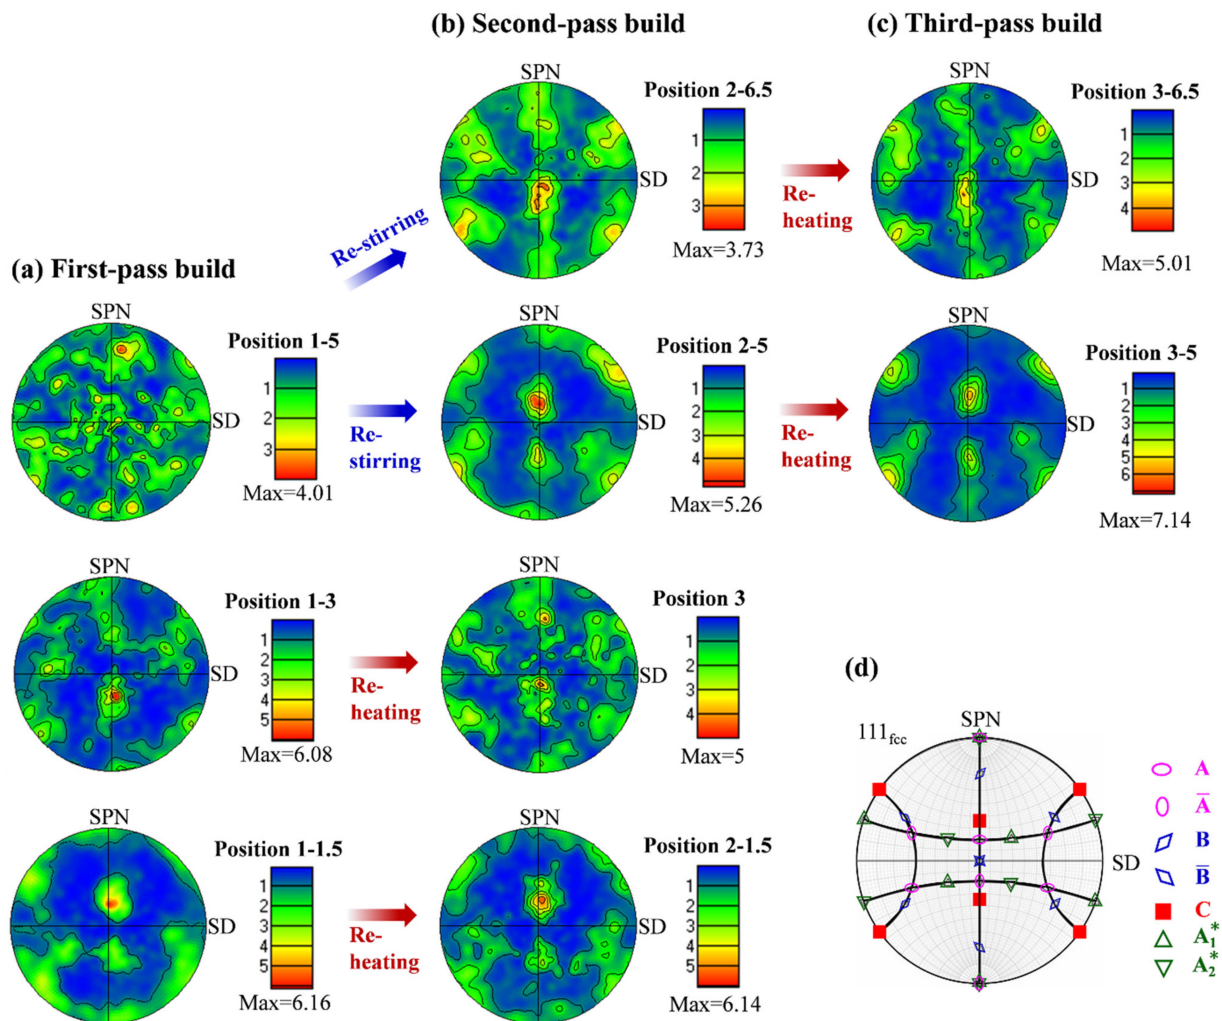 (b) Second-pass build
(c) Third-pass build
SPN
Position 2-6.5
1
2
3
SD
Max=3.73
Re-
heating
SPN
Position 3-6.5
1
2
3
4
SD
Max=5.01
Re-stirring
(a) First-pass build
SPN
Position 1-5
1
2
3
SD
Max=4.01
Re-
stirring
SPN
Position 2-5
1
2
3
4
SD
Max=5.26
Re-
heating
SPN
Position 3-5
1
2
3
4
5
6
SD
Max=7.14
SPN
Position 1-3
1
2
3
4
5
SD
Max=6.08
Re-
heating
SPN
Position 3
1
2
3
4
SD
Max=5
SPN
Position 1-1.5
1
2
3
4
5
SD
Max=6.16
Re-
heating
SPN
Position 2-1.5
1
2
3
4
5
SD
Max=6.14
(d)
111fcc
SPN
SD
A
A̅
B
B̅
C
A₁*
A₂*